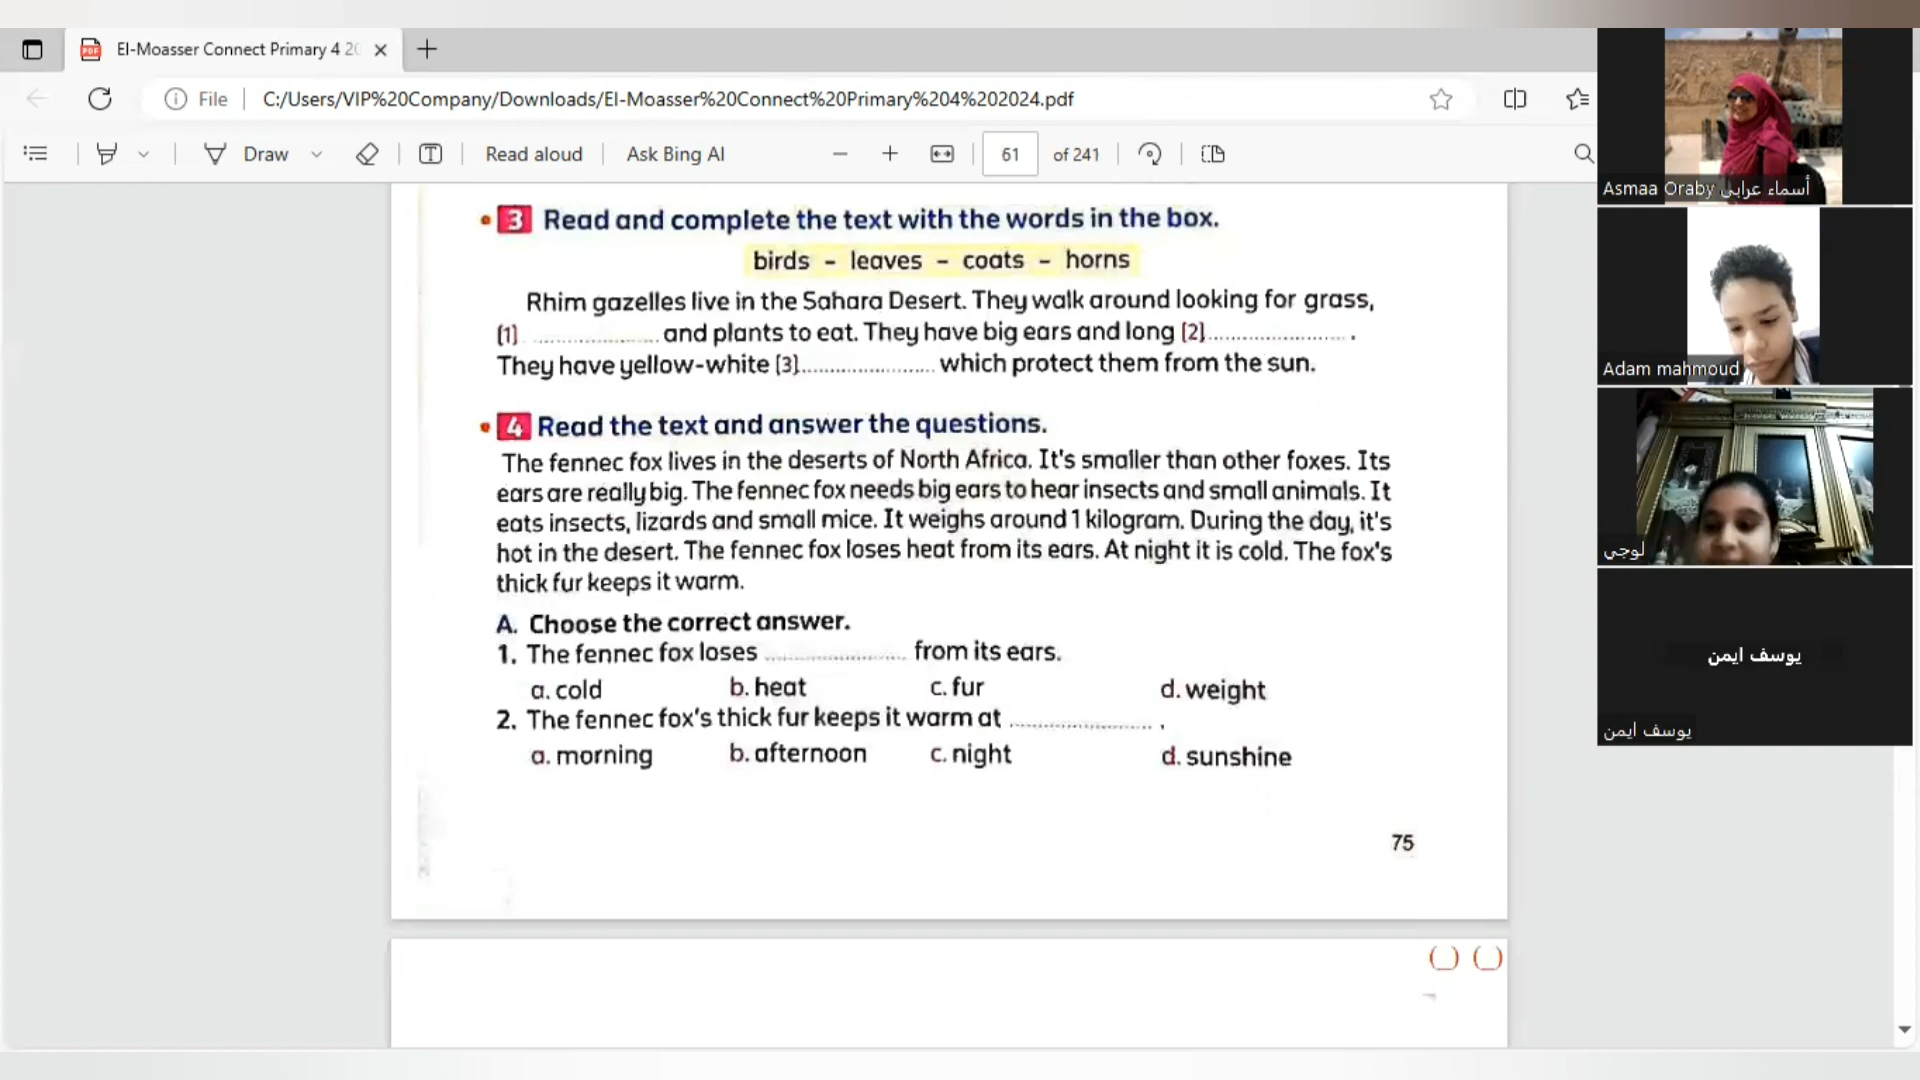 El-Moasser Connect Primary 4 20
File
C:/Users/VIP%20Company/Downloads/El-Moasser%20Connect%20Primary%204%202024.pdf
Draw
Read aloud
Ask Bing AI
61
of 241
3 Read and complete the text with the words in the box.
birds - leaves - coats - horns
Rhim gazelles live in the Sahara Desert. They walk around looking for grass,
(1) ..................... and plants to eat. They have big ears and long (2)....................... .
They have yellow-white (3)....................... which protect them from the sun.
4 Read the text and answer the questions.
The fennec fox lives in the deserts of North Africa. It's smaller than other foxes. Its
ears are really big. The fennec fox needs big ears to hear insects and small animals. It
eats insects, lizards and small mice. It weighs around 1 kilogram. During the day, it's
hot in the desert. The fennec fox loses heat from its ears. At night it is cold. The fox's
thick fur keeps it warm.
A. Choose the correct answer.
1. The fennec fox loses ........................ from its ears.
a. cold b. heat c. fur d. weight
2. The fennec fox's thick fur keeps it warm at ........................ .
a. morning b. afternoon c. night d. sunshine
75
(_) (_)
Asmaa Oraby أسماء عرابى
Adam mahmoud
لوجي
يوسف ايمن
يوسف ايمن